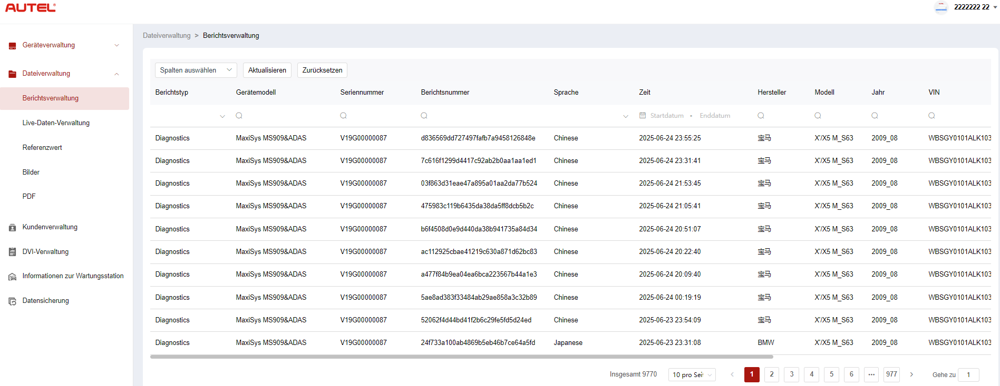 AUTEL®
2222222 22
Geräteverwaltung
Dateiverwaltung
Berichtsverwaltung
Live-Daten-Verwaltung
Referenzwert
Bilder
PDF
Kundenverwaltung
DVI-Verwaltung
Informationen zur Wartungsstation
Datensicherung
Dateiverwaltung > Berichtsverwaltung
Spalten auswählen Aktualisieren Zurücksetzen
Berichtstyp Gerätemodell Seriennummer Berichtsnummer Sprache Zeit Hersteller Modell Jahr VIN
Startdatum - Enddatum
Diagnostics MaxiSys MS909&ADAS V19G00000087 d836569dd727497fafb7a9458126848e Chinese 2025-06-24 23:55:25 宝马 X'/X5 M_S63 2009_08 WBSGY0101ALK103
Diagnostics MaxiSys MS909&ADAS V19G00000087 7c616f1299d4417c92ab2b0aa1aa1ed1 Chinese 2025-06-24 23:31:41 宝马 X'/X5 M_S63 2009_08 WBSGY0101ALK103
Diagnostics MaxiSys MS909&ADAS V19G00000087 03f863d31eae47a895a01aa2da77b524 Chinese 2025-06-24 21:53:45 宝马 X'/X5 M_S63 2009_08 WBSGY0101ALK103
Diagnostics MaxiSys MS909&ADAS V19G00000087 475983c119b6435da38da5ff8dcb5b2c Chinese 2025-06-24 21:05:41 宝马 X'/X5 M_S63 2009_08 WBSGY0101ALK103
Diagnostics MaxiSys MS909&ADAS V19G00000087 b6f4508d0e9d440da38b941735a84d34 Chinese 2025-06-24 20:51:07 宝马 X'/X5 M_S63 2009_08 WBSGY0101ALK103
Diagnostics MaxiSys MS909&ADAS V19G00000087 ac112925cbae41219c630a871d62bc83 Chinese 2025-06-24 20:22:40 宝马 X'/X5 M_S63 2009_08 WBSGY0101ALK103
Diagnostics MaxiSys MS909&ADAS V19G00000087 a477f84b9ea04ea6bca223567b44a1e3 Chinese 2025-06-24 20:09:40 宝马 X'/X5 M_S63 2009_08 WBSGY0101ALK103
Diagnostics MaxiSys MS909&ADAS V19G00000087 5ae8ad383f33484ab29ae858a3c32b89 Chinese 2025-06-24 00:19:19 宝马 X'/X5 M_S63 2009_08 WBSGY0101ALK103
Diagnostics MaxiSys MS909&ADAS V19G00000087 52062f4d44bd41f2b6c29fe5fd5d24ed Chinese 2025-06-23 23:54:09 宝马 X'/X5 M_S63 2009_08 WBSGY0101ALK103
Diagnostics MaxiSys MS909&ADAS V19G00000087 24f733a100ab4869b5eb46b7ce64a5fd Japanese 2025-06-23 23:31:08 BMW X'/X5 M_S63 2009_08 WBSGY0101ALK103
Insgesamt 9770 10 pro Sei 1 2 3 4 5 6 ••• 977 Gehe zu 1